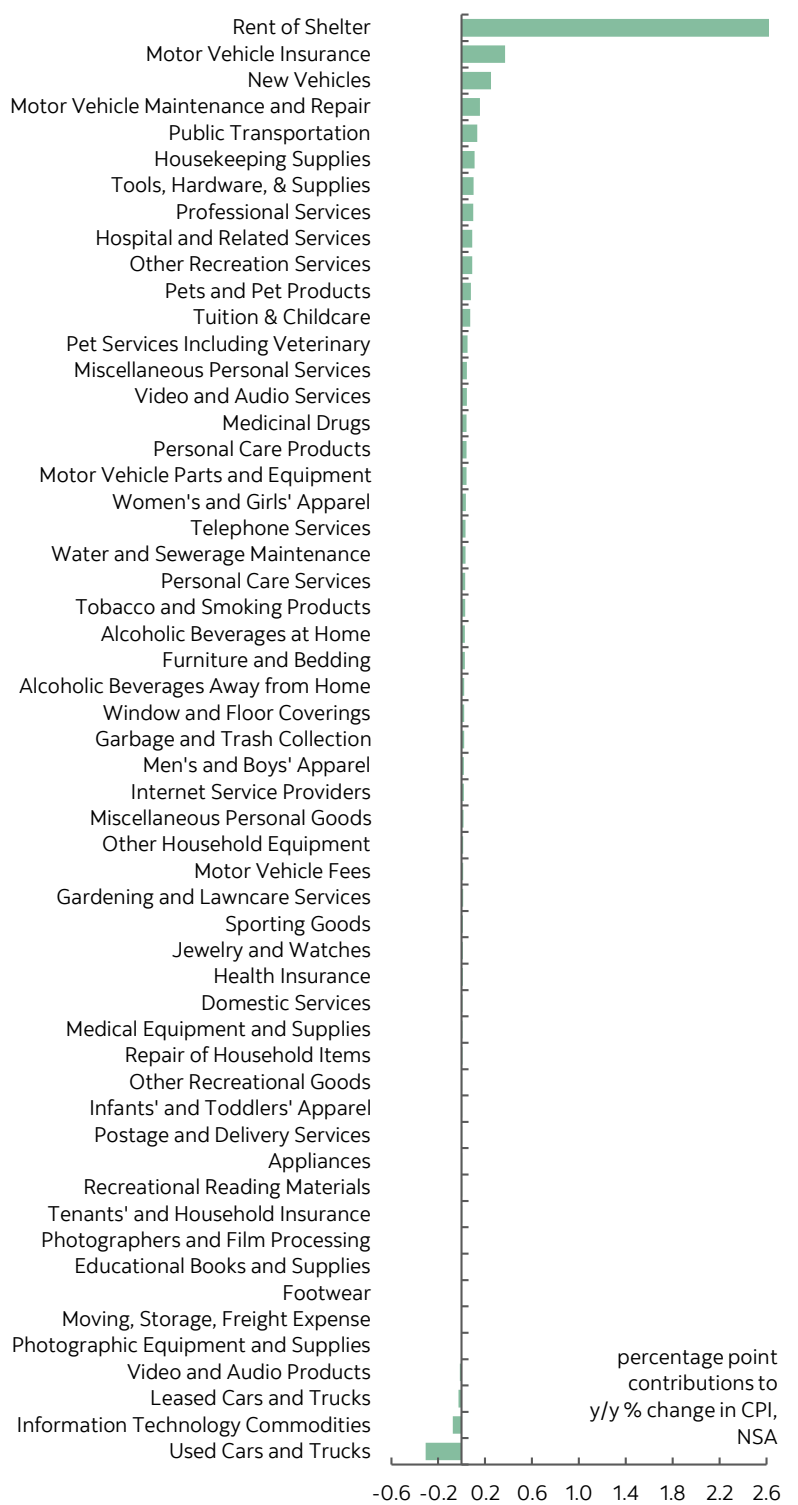 Rent of Shelter
Motor Vehicle Insurance
New Vehicles
Motor Vehicle Maintenance and Repair
Public Transportation
Housekeeping Supplies
Tools, Hardware, & Supplies
Professional Services
Hospital and Related Services
Other Recreation Services
Pets and Pet Products
Tuition & Childcare
Pet Services Including Veterinary
Miscellaneous Personal Services
Video and Audio Services
Medicinal Drugs
Personal Care Products
Motor Vehicle Parts and Equipment
Women's and Girls' Apparel
Telephone Services
Water and Sewerage Maintenance
Personal Care Services
Tobacco and Smoking Products
Alcoholic Beverages at Home
Furniture and Bedding
Alcoholic Beverages Away from Home
Window and Floor Coverings
Garbage and Trash Collection
Men's and Boys' Apparel
Internet Service Providers
Miscellaneous Personal Goods
Other Household Equipment
Motor Vehicle Fees
Gardening and Lawncare Services
Sporting Goods
Jewelry and Watches
Health Insurance
Domestic Services
Medical Equipment and Supplies
Repair of Household Items
Other Recreational Goods
Infants' and Toddlers' Apparel
Postage and Delivery Services
Appliances
Recreational Reading Materials
Tenants' and Household Insurance
Photographers and Film Processing
Educational Books and Supplies
Footwear
Moving, Storage, Freight Expense
Photographic Equipment and Supplies
Video and Audio Products
Leased Cars and Trucks
Information Technology Commodities
Used Cars and Trucks
percentage point
contributions to
y/y % change in CPI,
NSA
-0.6 -0.2 0.2 0.6 1.0 1.4 1.8 2.2 2.6